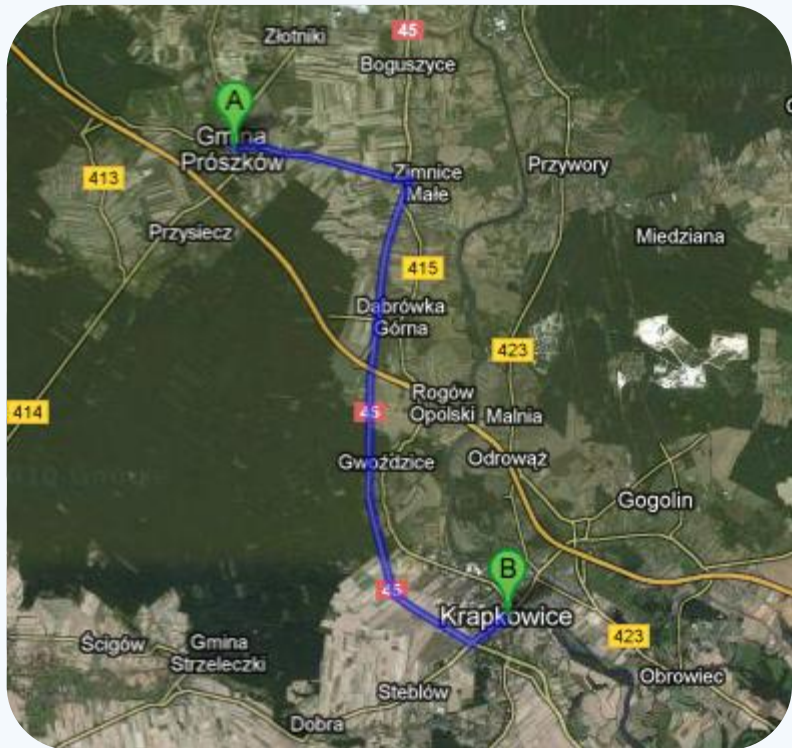 Złotniki
45
Boguszyce
A
Gmina
Prószków
Zimnice
Małe
Przywory
413
Przysiecz
Miedziana
415
Dąbrówka
Górna
423
414
45
Rogów
Opolski
Malnia
Gwoździce
Odrowąż
Gogolin
B
45
Krapkowice
423
Ścigów
Gmina
Strzeleczki
Obrowiec
Steblów
Dobra